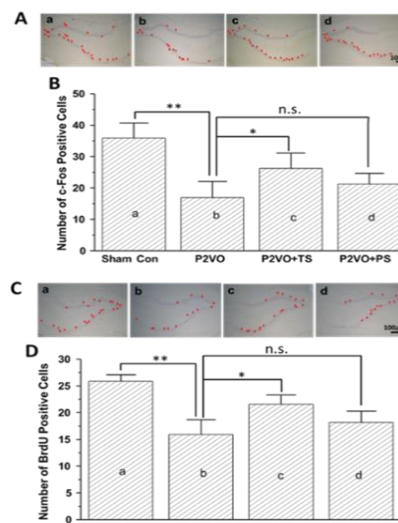 A a b c d
B
n.s.
**
*
Number of c-Fos Positive Cells
50
40
30
20
10
0
a b c d
Sham Con P2VO P2VO+TS P2VO+PS
C a b c d
100
D
n.s.
**
*
Number of BrdU Positive Cells
30
25
20
15
10
5
0
a b c d